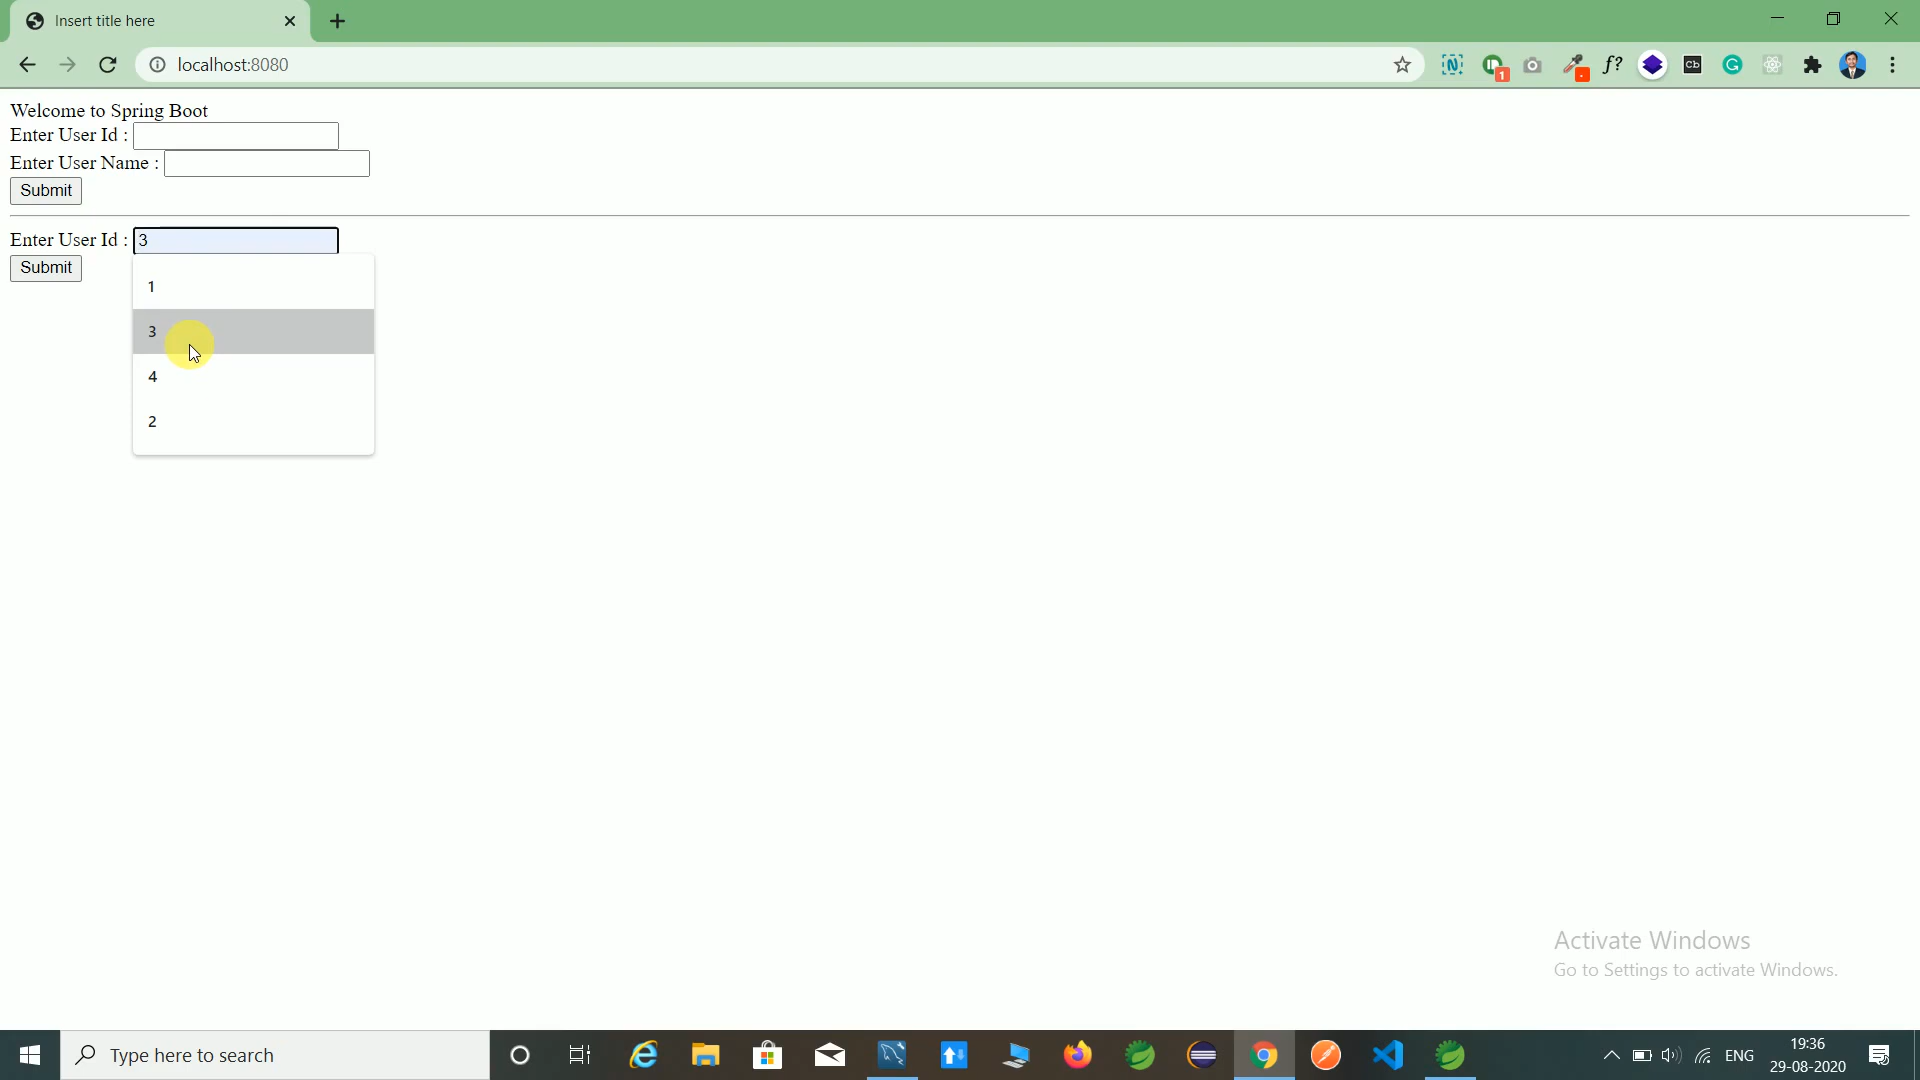 Insert title here
localhost:8080
f?
Cb
1
Welcome to Spring Boot
Enter User Id :
Enter User Name :
Submit
Enter User Id : 3
Submit
1
3
4
2
Activate Windows
Go to Settings to activate Windows.
Type here to search
ENG
19:36
29-08-2020